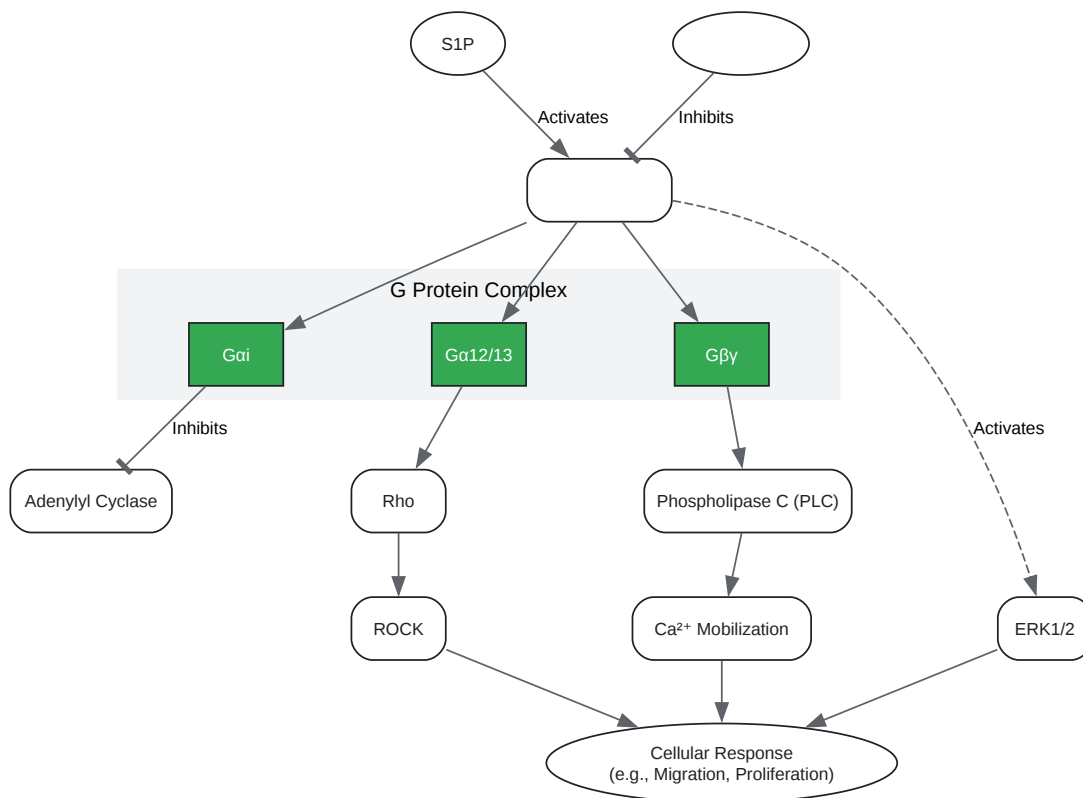 S1P
Activates
Inhibits
G Protein Complex
Gαi
Gα12/13
Gβγ
Inhibits
Activates
Adenylyl Cyclase
Rho
Phospholipase C (PLC)
ROCK
Ca²⁺ Mobilization
ERK1/2
Cellular Response
(e.g., Migration, Proliferation)